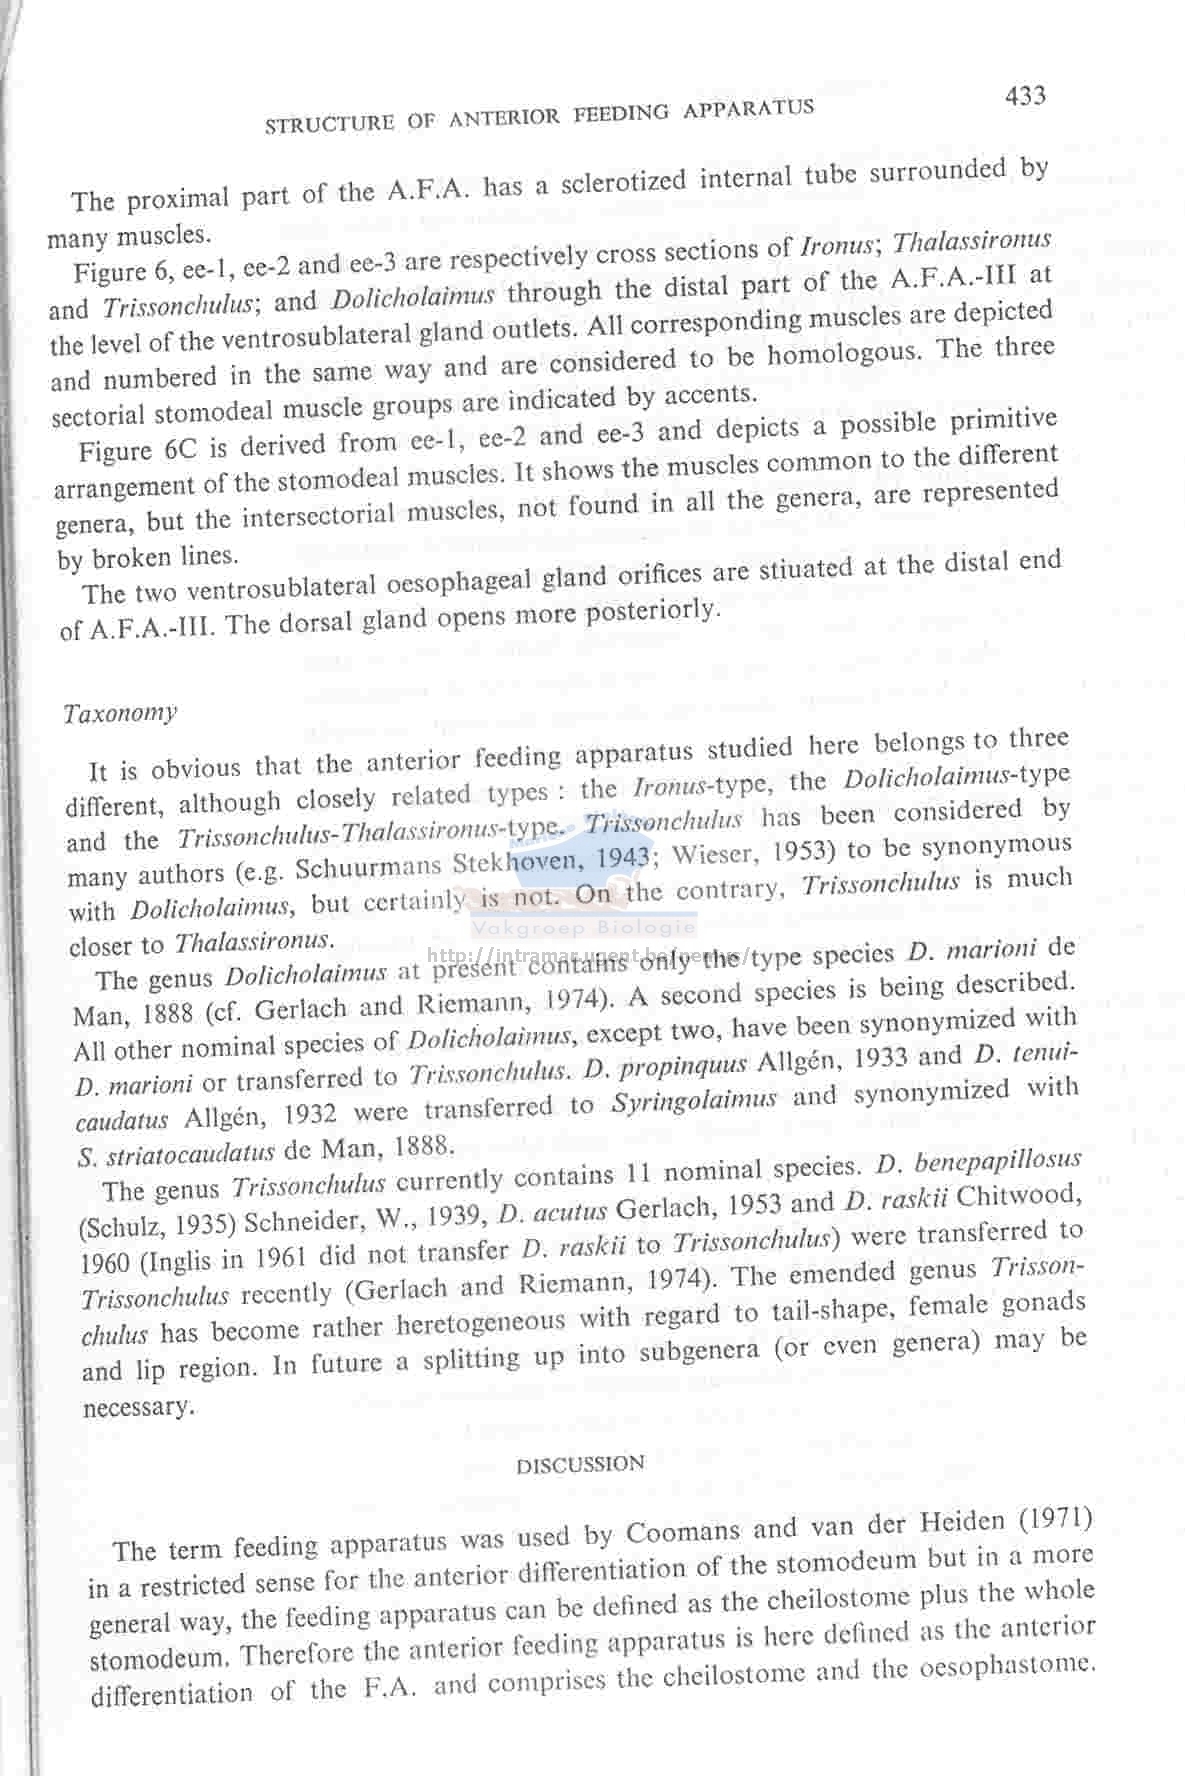 STRUCTURE OF ANTERIOR FEEDING APPARATUS 433
The proximal part of the A.F.A. has a sclerotized internal tube surrounded by
many muscles.
Figure 6, ee-1, ee-2 and ee-3 are respectively cross sections of Ironus; Thalassironus
and Trissonchulus; and Dolicholaimus through the distal part of the A.F.A.-III at
the level of the ventrosublateral gland outlets. All corresponding muscles are depicted
and numbered in the same way and are considered to be homologous. The three
sectorial stomodeal muscle groups are indicated by accents.
Figure 6C is derived from ee-1, ee-2 and ee-3 and depicts a possible primitive
arrangement of the stomodeal muscles. It shows the muscles common to the different
genera, but the intersectorial muscles, not found in all the genera, are represented
by broken lines.
The two ventrosublateral oesophageal gland orifices are stiuated at the distal end
of A.F.A.-III. The dorsal gland opens more posteriorly.
Taxonomy
It is obvious that the anterior feeding apparatus studied here belongs to three
different, although closely related types : the Ironus-type, the Dolicholaimus-type
and the Trissonchulus-Thalassironus-type. Trissonchulus has been considered by
many authors (e.g. Schuurmans Stekhoven, 1943; Wieser, 1953) to be synonymous
with Dolicholaimus, but certainly is not. On the contrary, Trissonchulus is much
closer to Thalassironus.
Vakgroep Biologie
The genus Dolicholaimus at present contains only the type species D. marioni de
Man, 1888 (cf. Gerlach and Riemann, 1974). A second species is being described.
All other nominal species of Dolicholaimus, except two, have been synonymized with
D. marioni or transferred to Trissonchulus. D. propinquus Allgén, 1933 and D. tenui-
caudatus Allgén, 1932 were transferred to Syringolaimus and synonymized with
S. striatocaudatus de Man, 1888.
The genus Trissonchulus currently contains 11 nominal species. D. benepapillosus
(Schulz, 1935) Schneider, W., 1939, D. acutus Gerlach, 1953 and D. raskii Chitwood,
1960 (Inglis in 1961 did not transfer D. raskii to Trissonchulus) were transferred to
Trissonchulus recently (Gerlach and Riemann, 1974). The emended genus Trisson-
chulus has become rather heretogeneous with regard to tail-shape, female gonads
and lip region. In future a splitting up into subgenera (or even genera) may be
necessary.
DISCUSSION
The term feeding apparatus was used by Coomans and van der Heiden (1971)
in a restricted sense for the anterior differentiation of the stomodeum but in a more
general way, the feeding apparatus can be defined as the cheilostome plus the whole
stomodeum. Therefore the anterior feeding apparatus is here defined as the anterior
differentiation of the F.A. and comprises the cheilostome and the oesophastome.